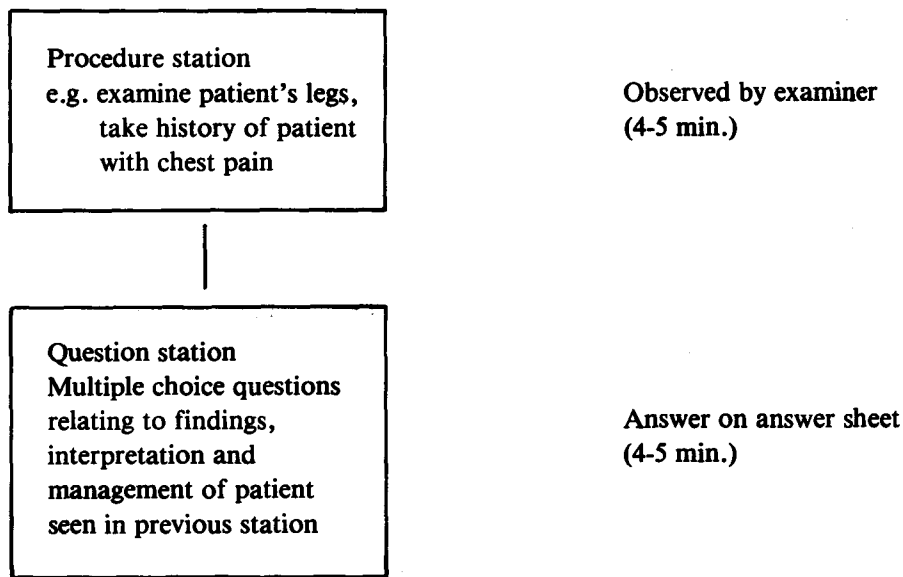 Procedure station
e.g. examine patient's legs,
take history of patient
with chest pain
Observed by examiner
(4-5 min.)
Question station
Multiple choice questions
relating to findings,
interpretation and
management of patient
seen in previous station
Answer on answer sheet
(4-5 min.)